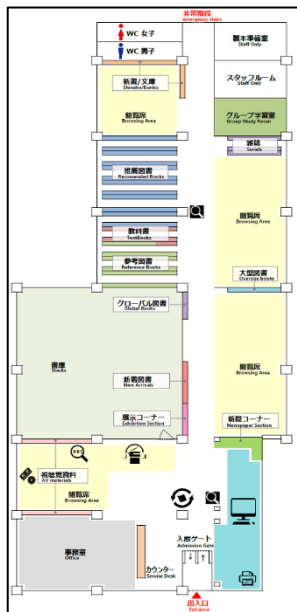 非常階段
emergency stairs
WC 女子
WC 男子
製本準備室
Staff Only
スタッフルーム
Staff Only
新書/文庫
Shinsho/Bunko
閲覧席
Browsing Area
グループ学習室
Group Study Room
雑誌
Serials
推薦図書
Recommended Books
閲覧席
Browsing Area
教科書
TextBooks
参考図書
Reference Books
大型図書
Oversize books
グローバル図書
Global Books
書庫
Stacks
新着図書
New Arrivals
閲覧席
Browsing Area
展示コーナー
Exhibition Section
新聞コーナー
Newspaper Section
ABC
視聴覚資料
AV materials
閲覧席
Browsing Area
事務室
Office
カウンター
Service Desk
入館ゲート
Admission Gate
出入口
Entrance